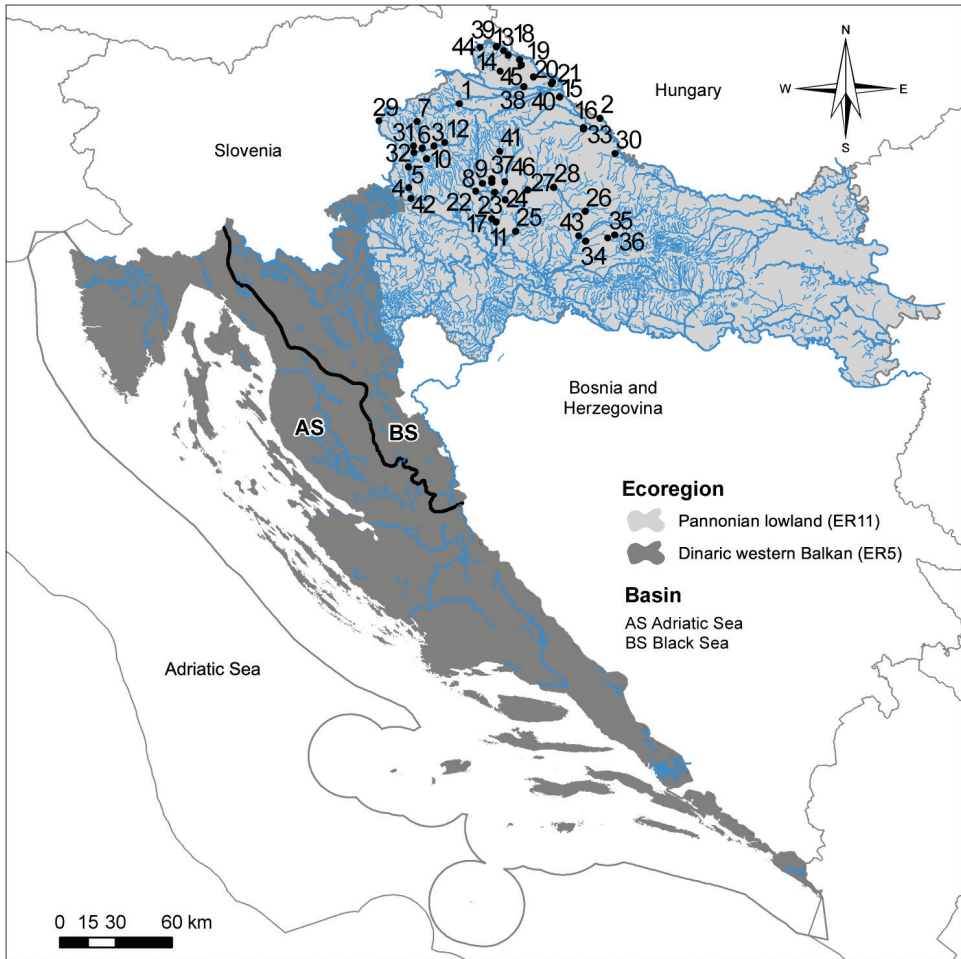 39 13 18
44 19
14 45 20 21
N
1 38 40 15
W E
Hungary
29 7 16 2
S
31 6 3 12 33
Slovenia
32 10 41 30
9 37 46
5 8 27 28
4 42 22 23 24 26
17 25 43 35
11 34 36
Bosnia and
Herzegovina
AS BS
Ecoregion
Pannonian lowland (ER11)
Dinaric western Balkan (ER5)
Basin
AS Adriatic Sea
BS Black Sea
Adriatic Sea
0 15 30 60 km